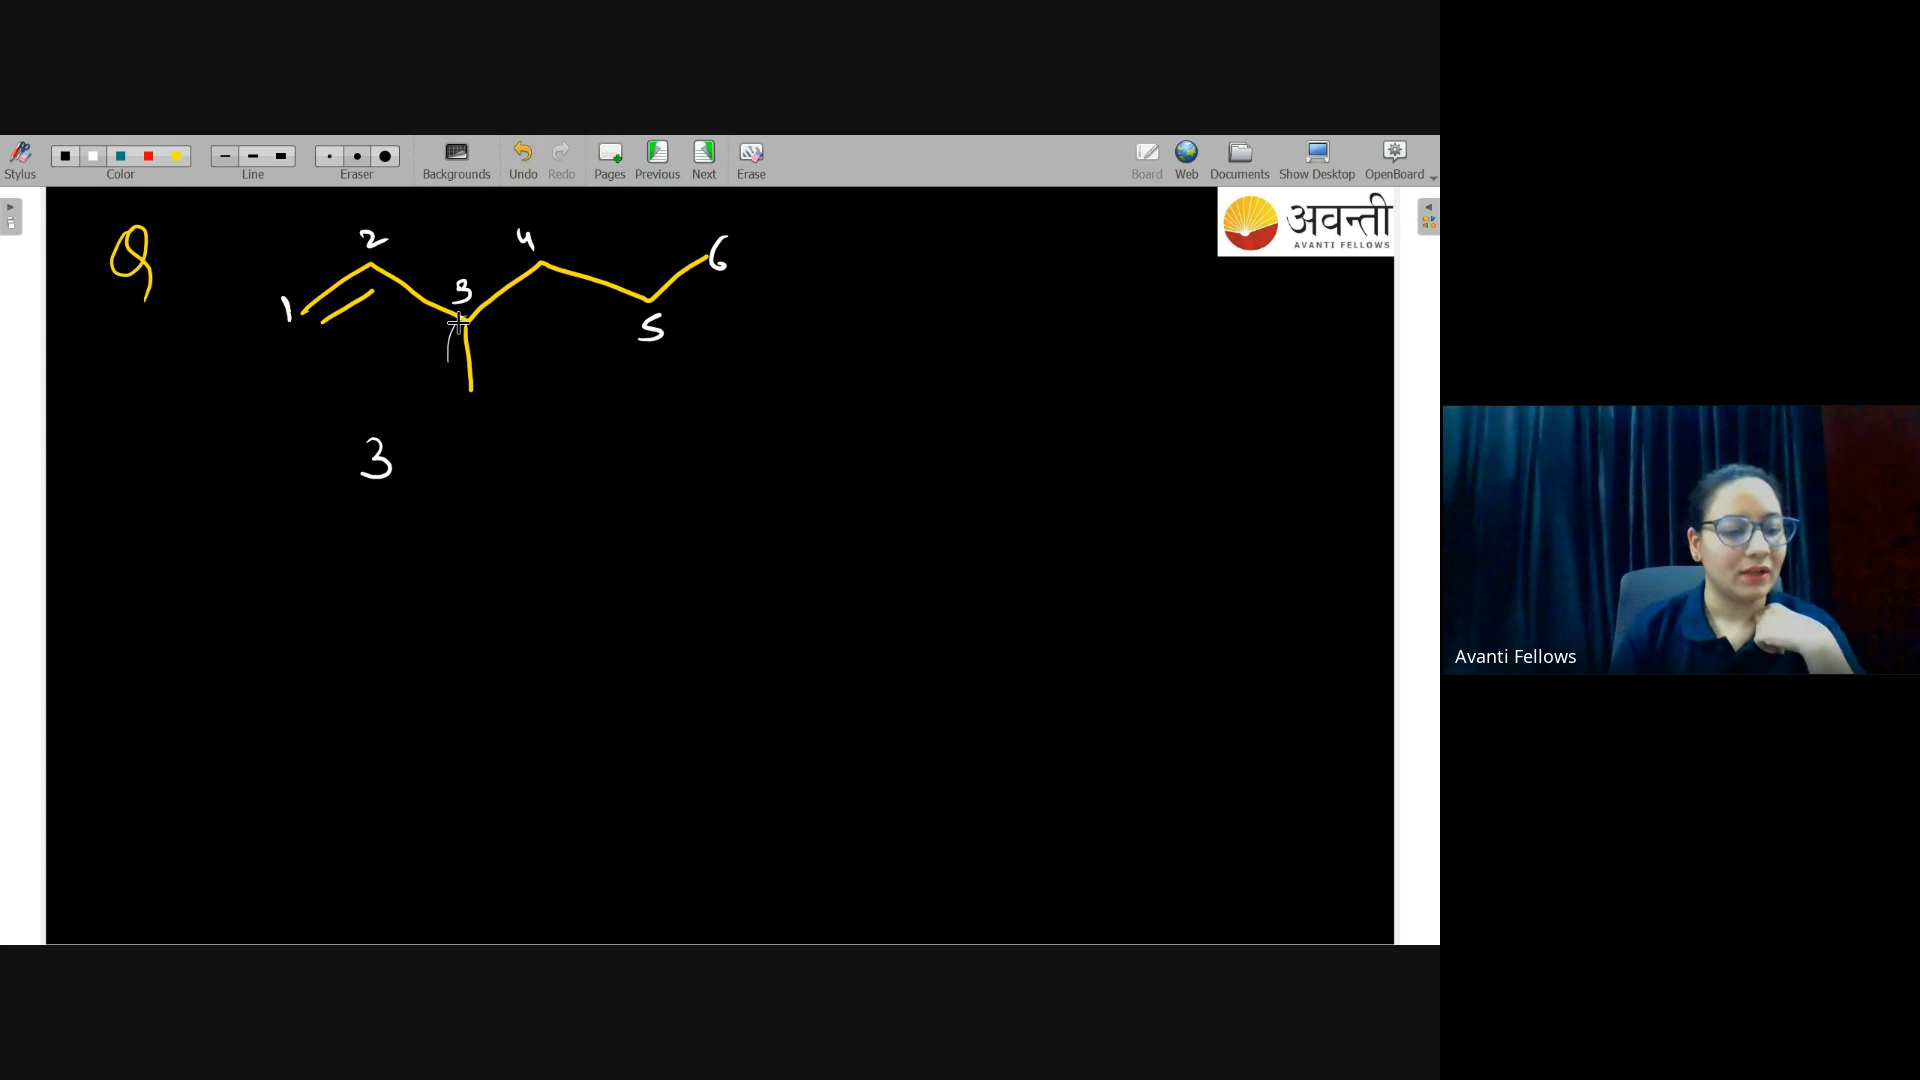 Stylus
Color
Line
Eraser
Backgrounds
Undo
Redo
Pages
Previous
Next
Erase
Board
Web
Documents
Show Desktop
OpenBoard
अवन्ती
AVANTI FELLOWS
Q
1 2 3 4 5 6
3
Avanti Fellows